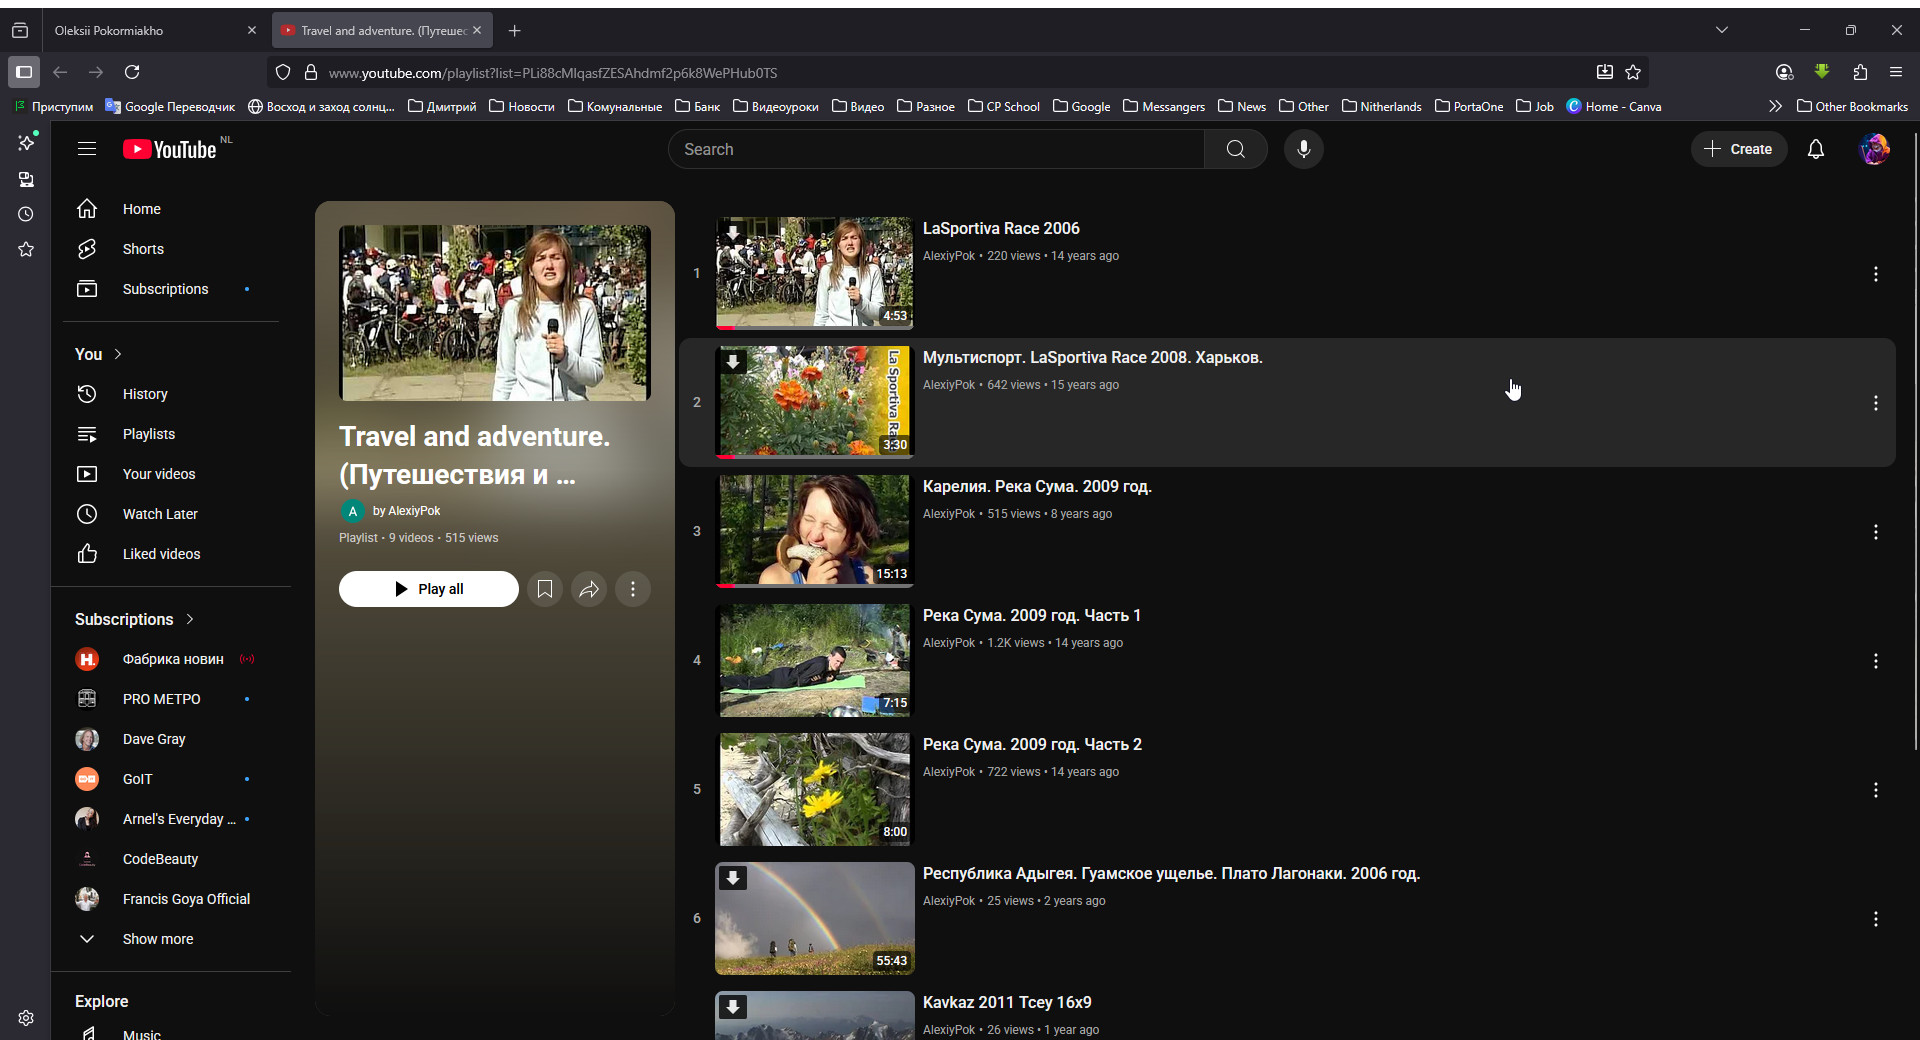 Oleksii Pokormiakho
Travel and adventure. (Путешес
www.youtube.com/playlist?list=PLi88cMlqasfZESAhdmf2p6k8WePHub0TS
Приступим
Google Переводчик
Восход и заход солнц...
Дмитрий
Новости
Комунальные
Банк
Видеоуроки
Видео
Разное
CP School
Google
Messangers
News
Other
Nitherlands
PortaOne
Job
Home - Canva
Other Bookmarks
YouTube NL
Search
Create
Home
Shorts
Subscriptions
You
History
Playlists
Your videos
Watch Later
Liked videos
Subscriptions
Фабрика новин
PRO МЕТРО
Dave Gray
GoIT
Arnel's Everyday ...
CodeBeauty
Francis Goya Official
Show more
Explore
Music
Travel and adventure.
(Путешествия и ...
A
by AlexiyPok
Playlist • 9 videos • 515 views
Play all
1
4:53
LaSportiva Race 2006
AlexiyPok • 220 views • 14 years ago
2
La Sportiva Ra
3:30
Мультиспорт. LaSportiva Race 2008. Харьков.
AlexiyPok • 642 views • 15 years ago
3
15:13
Карелия. Река Сума. 2009 год.
AlexiyPok • 515 views • 8 years ago
4
7:15
Река Сума. 2009 год. Часть 1
AlexiyPok • 1.2K views • 14 years ago
5
8:00
Река Сума. 2009 год. Часть 2
AlexiyPok • 722 views • 14 years ago
6
55:43
Республика Адыгея. Гуамское ущелье. Плато Лагонаки. 2006 год.
AlexiyPok • 25 views • 2 years ago
Kavkaz 2011 Tcey 16x9
AlexiyPok • 26 views • 1 year ago